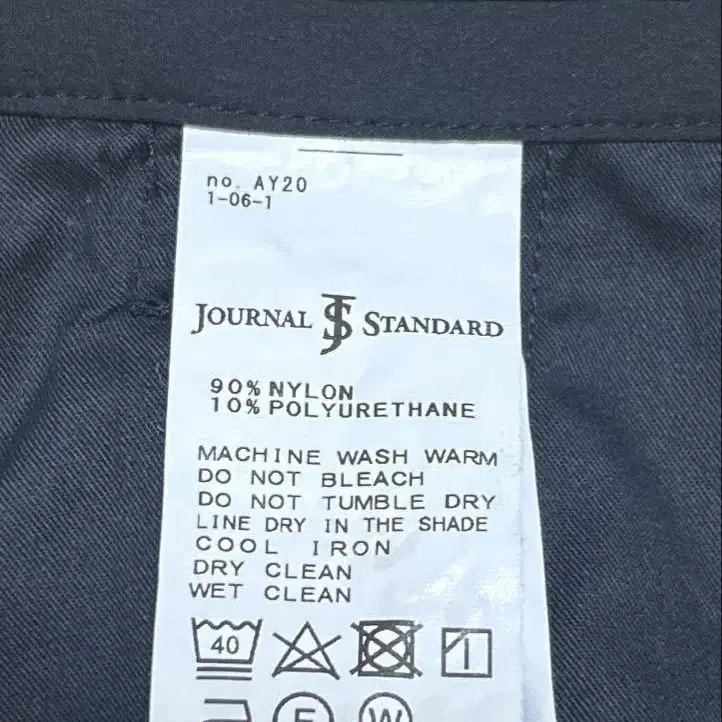 no. AY20
1-06-1
JOURNAL JS STANDARD
90% NYLON
10% POLYURETHANE
MACHINE WASH WARM
DO NOT BLEACH
DO NOT TUMBLE DRY
LINE DRY IN THE SHADE
COOL IRON
DRY CLEAN
WET CLEAN
40
F W